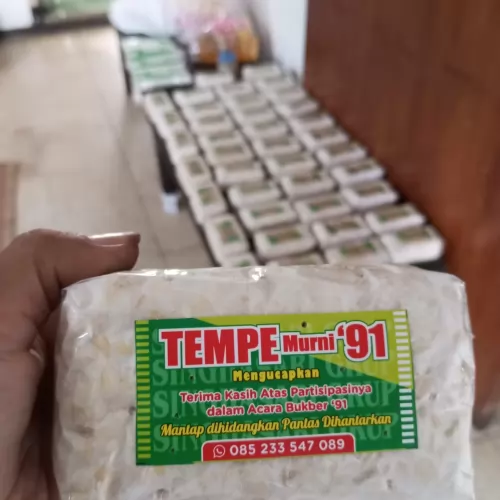 TEMPE Murni '91
Mengucapkan
Terima Kasih Atas Partisipasinya
dalam Acara Bukber '91
Mantap dihidangkan Pantas Dihantarkan
085 233 547 089